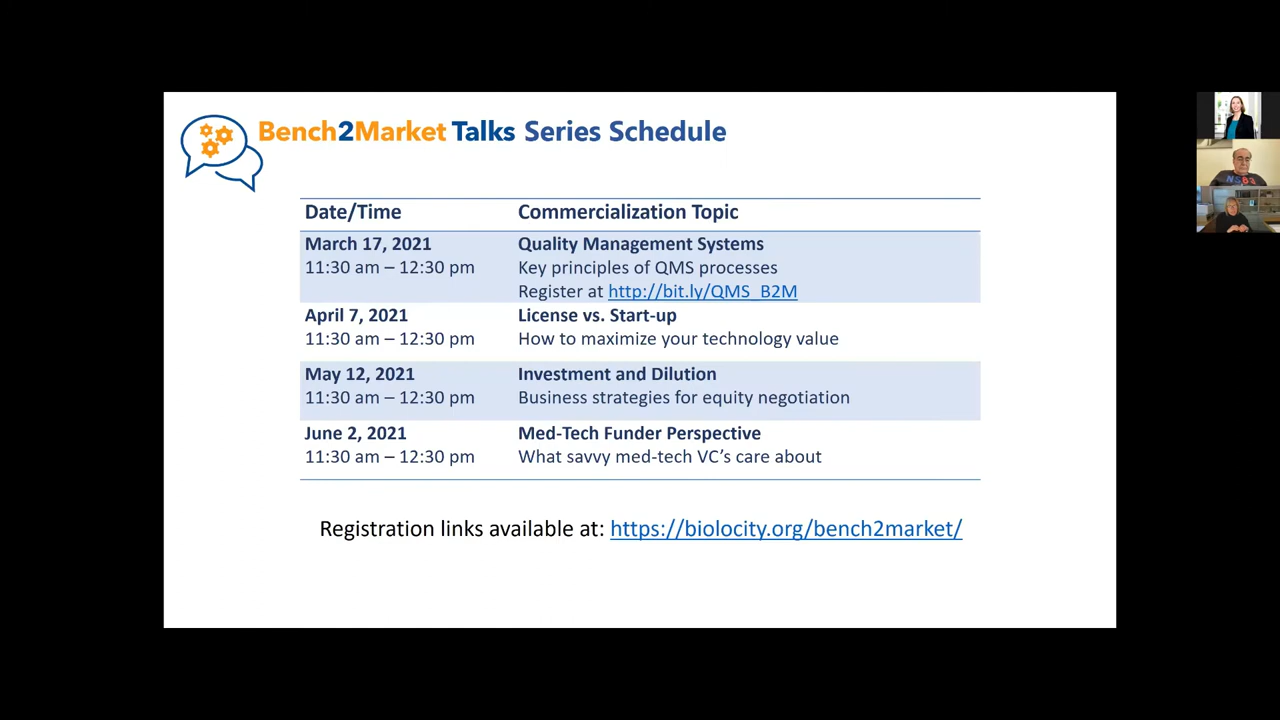 Bench2Market Talks Series Schedule
Date/Time Commercialization Topic
March 17, 2021 Quality Management Systems
11:30 am – 12:30 pm Key principles of QMS processes
Register at http://bit.ly/QMS_B2M
April 7, 2021 License vs. Start-up
11:30 am – 12:30 pm How to maximize your technology value
May 12, 2021 Investment and Dilution
11:30 am – 12:30 pm Business strategies for equity negotiation
June 2, 2021 Med-Tech Funder Perspective
11:30 am – 12:30 pm What savvy med-tech VC's care about
Registration links available at: https://biolocity.org/bench2market/